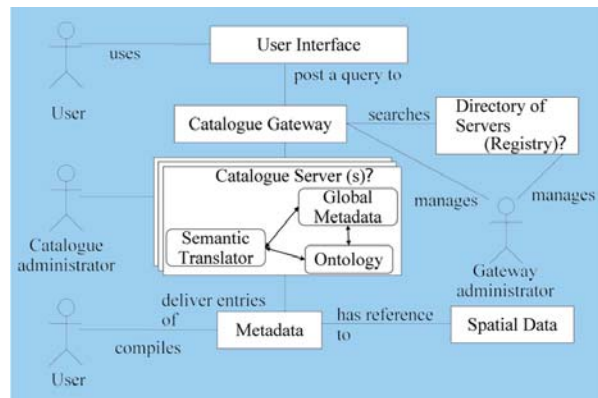 User Interface
uses
User
post a query to
Catalogue Gateway
searches
Directory of
Servers
(Registry)?
Catalogue Server (s)?
Global
Metadata
Semantic
Translator
Ontology
manages
manages
Catalogue
administrator
Gateway
administrator
deliver entries
of
compiles
User
Metadata
has reference
to
Spatial Data